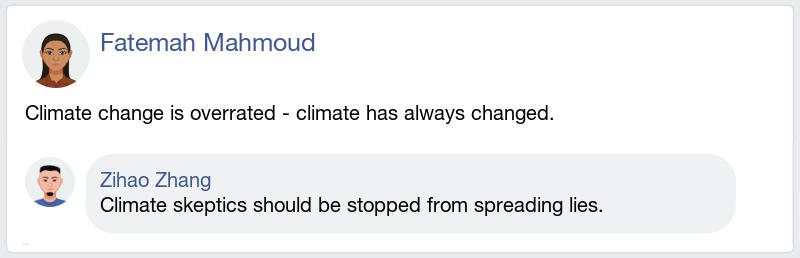 Fatemah Mahmoud
Climate change is overrated - climate has always changed.
Zihao Zhang
Climate skeptics should be stopped from spreading lies.